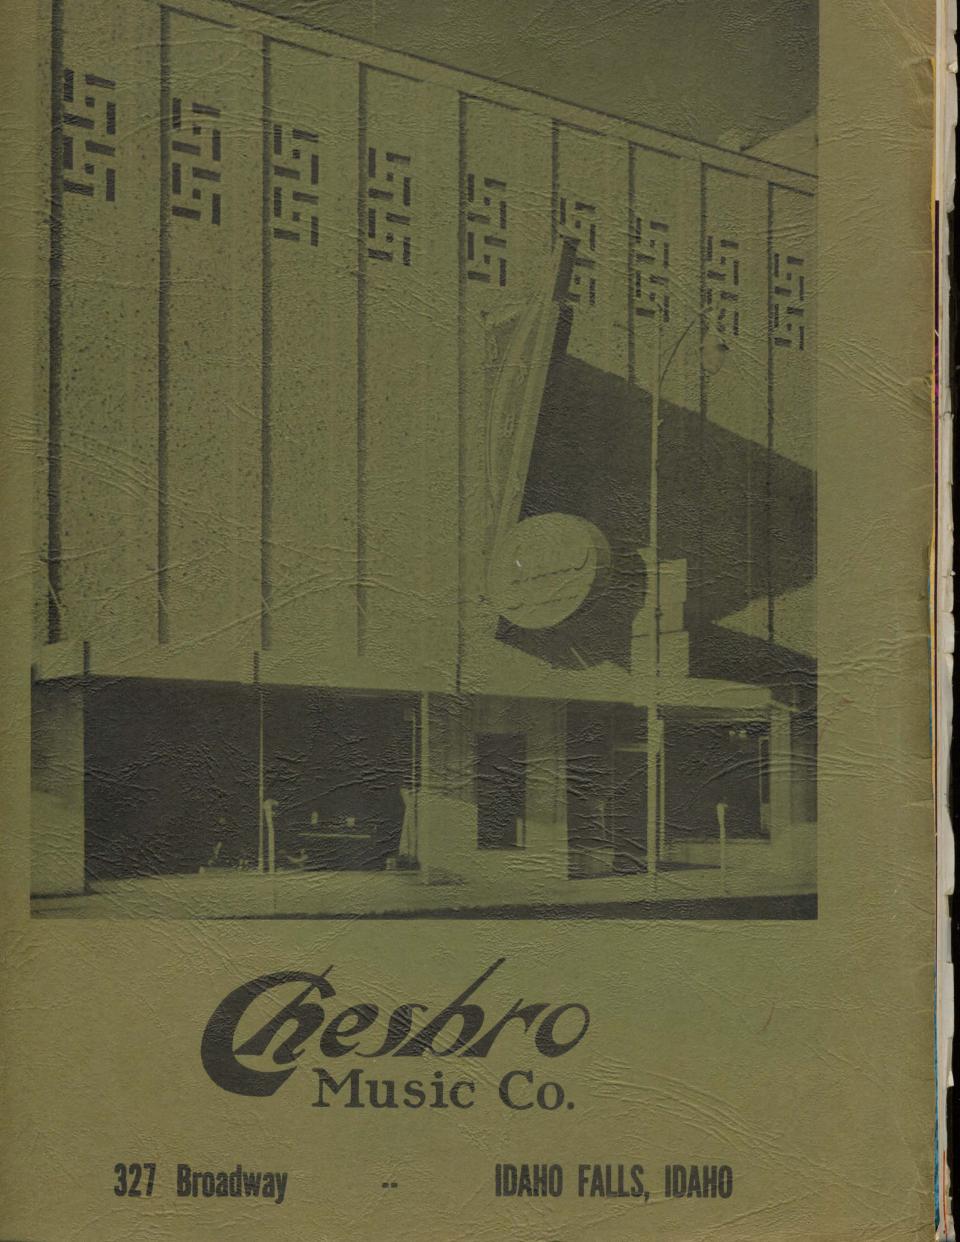 Chesbro
Music Co.
327 Broadway -- IDAHO FALLS, IDAHO